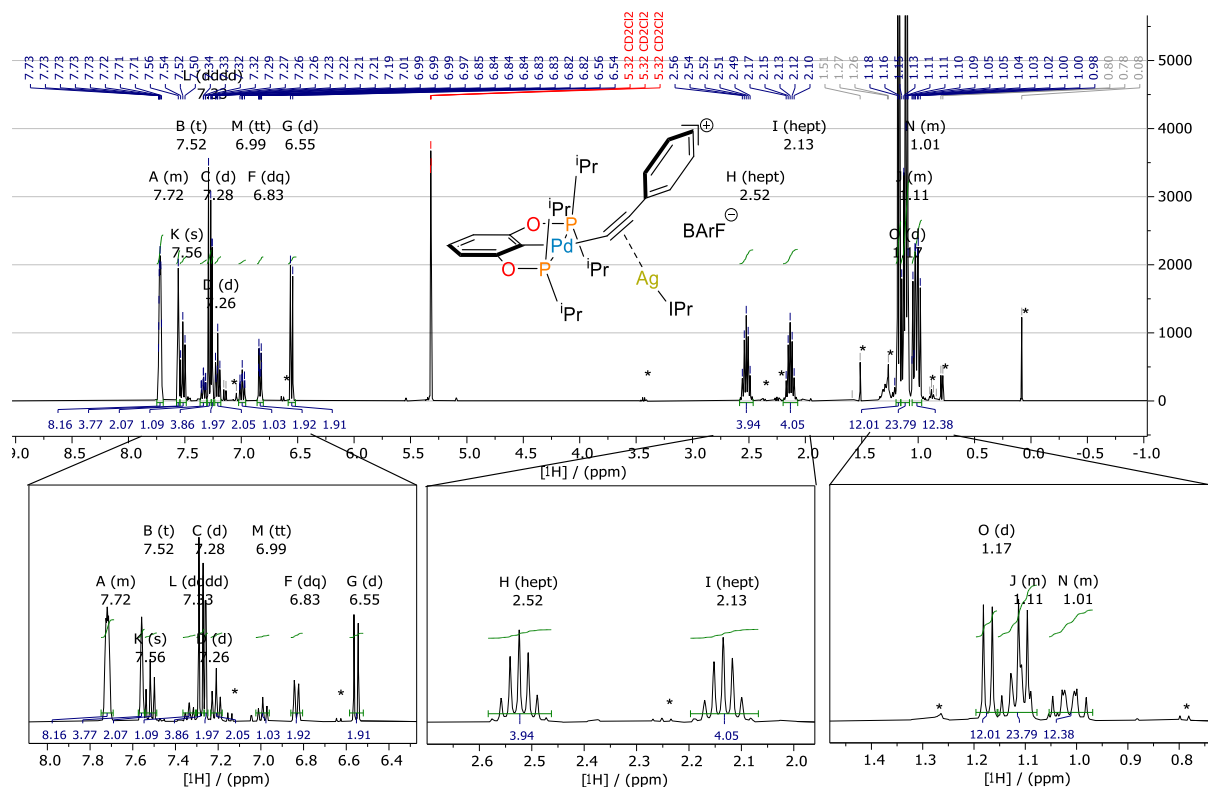 7.73 7.73 7.73 7.73 7.72 7.71 7.71 7.56 7.54 7.52 7.50 7.34 7.33 7.32 7.32 7.29 7.27 7.26 7.26 7.23 7.22 7.21 7.21 7.19 7.01 6.99 6.99 6.99 6.97 6.85 6.84 6.84 6.84 6.83 6.83 6.82 6.82 6.56 6.54 5.32 CD2Cl2 5.32 CD2Cl2 5.32 CD2Cl2 2.56 2.54 2.52 2.51 2.49 2.17 2.15 2.13 2.12 2.10 1.51 1.27 1.26 1.18 1.16 1.13 1.11 1.11 1.10 1.09 1.05 1.05 1.04 1.03 1.02 1.00 1.00 0.98 0.80 0.78 0.08
L (dddd)
7.33
B (t)
7.52
M (tt)
6.99
G (d)
6.55
I (hept)
2.13
N (m)
1.01
A (m)
7.72
C (d)
7.28
F (dq)
6.83
H (hept)
2.52
J (m)
1.11
K (s)
7.56
O (d)
1.17
D (d)
7.26
5000
4000
3000
2000
1000
0
iPr
iPr
O
P
Pd
O
P
iPr
iPr
Ag
IPr
BArF⊖
⊕
* * * * * * * * * *
8.16 3.77 2.07 1.09 3.86 1.97 2.05 1.03 1.92 1.91 3.94 4.05 12.01 23.79 12.38
9.0 8.5 8.0 7.5 7.0 6.5 6.0 5.5 5.0 4.5 4.0 3.5 3.0 2.5 2.0 1.5 1.0 0.5 0.0 -0.5 -1.0
[1H] / (ppm)
B (t)
7.52
C (d)
7.28
M (tt)
6.99
A (m)
7.72
L (dddd)
7.33
F (dq)
6.83
G (d)
6.55
K (s)
7.56
D (d)
7.26
* *
8.16 3.77 2.07 1.09 3.86 1.97 2.05 1.03 1.92 1.91
8.0 7.8 7.6 7.4 7.2 7.0 6.8 6.6 6.4
[1H] / (ppm)
H (hept)
2.52
I (hept)
2.13
*
3.94 4.05
2.6 2.5 2.4 2.3 2.2 2.1 2.0
[1H] / (ppm)
O (d)
1.17
J (m)
1.11
N (m)
1.01
* *
12.01 23.79 12.38
1.4 1.3 1.2 1.1 1.0 0.9 0.8
[1H] / (ppm)